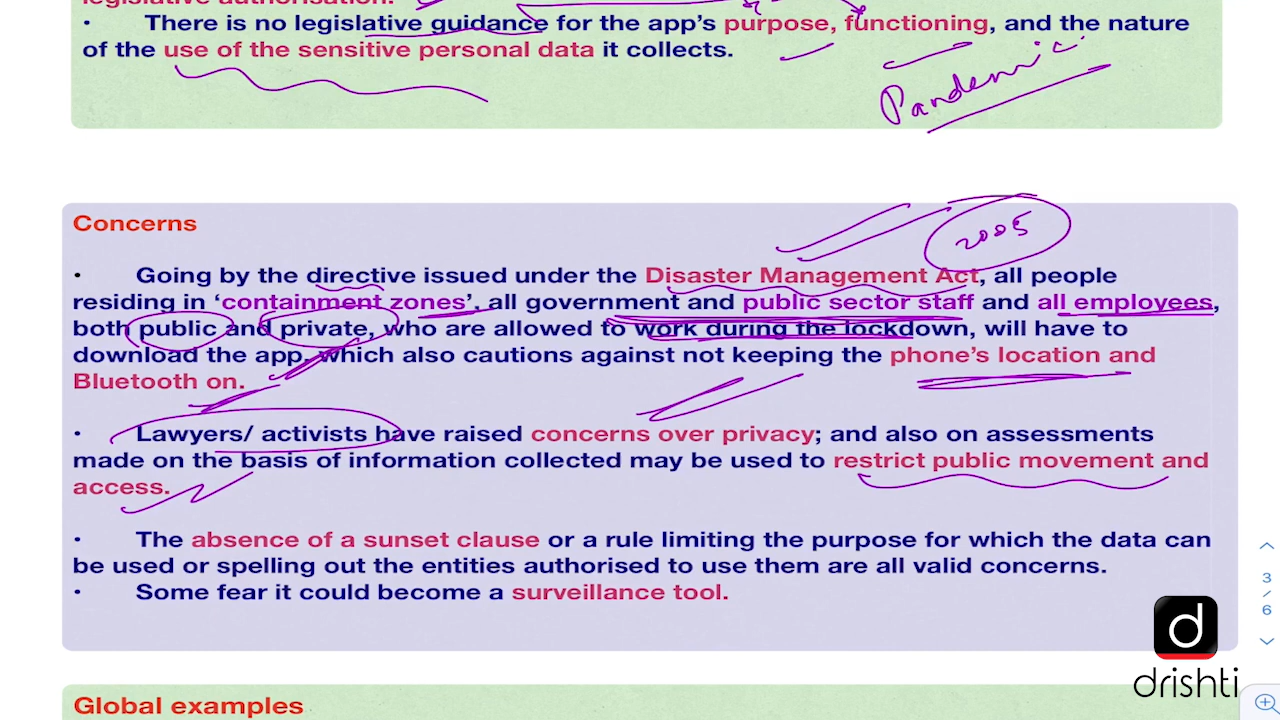 legislative authorisation.
• There is no legislative guidance for the app's purpose, functioning, and the nature
of the use of the sensitive personal data it collects.
Pandemic
Concerns
2005
• Going by the directive issued under the Disaster Management Act, all people
residing in ‘containment zones’, all government and public sector staff and all employees,
both public and private, who are allowed to work during the lockdown, will have to
download the app, which also cautions against not keeping the phone's location and
Bluetooth on.
• Lawyers/ activists have raised concerns over privacy; and also on assessments
made on the basis of information collected may be used to restrict public movement and
access.
• The absence of a sunset clause or a rule limiting the purpose for which the data can
be used or spelling out the entities authorised to use them are all valid concerns.
• Some fear it could become a surveillance tool.
3
/
6
d
drishti
Global examples